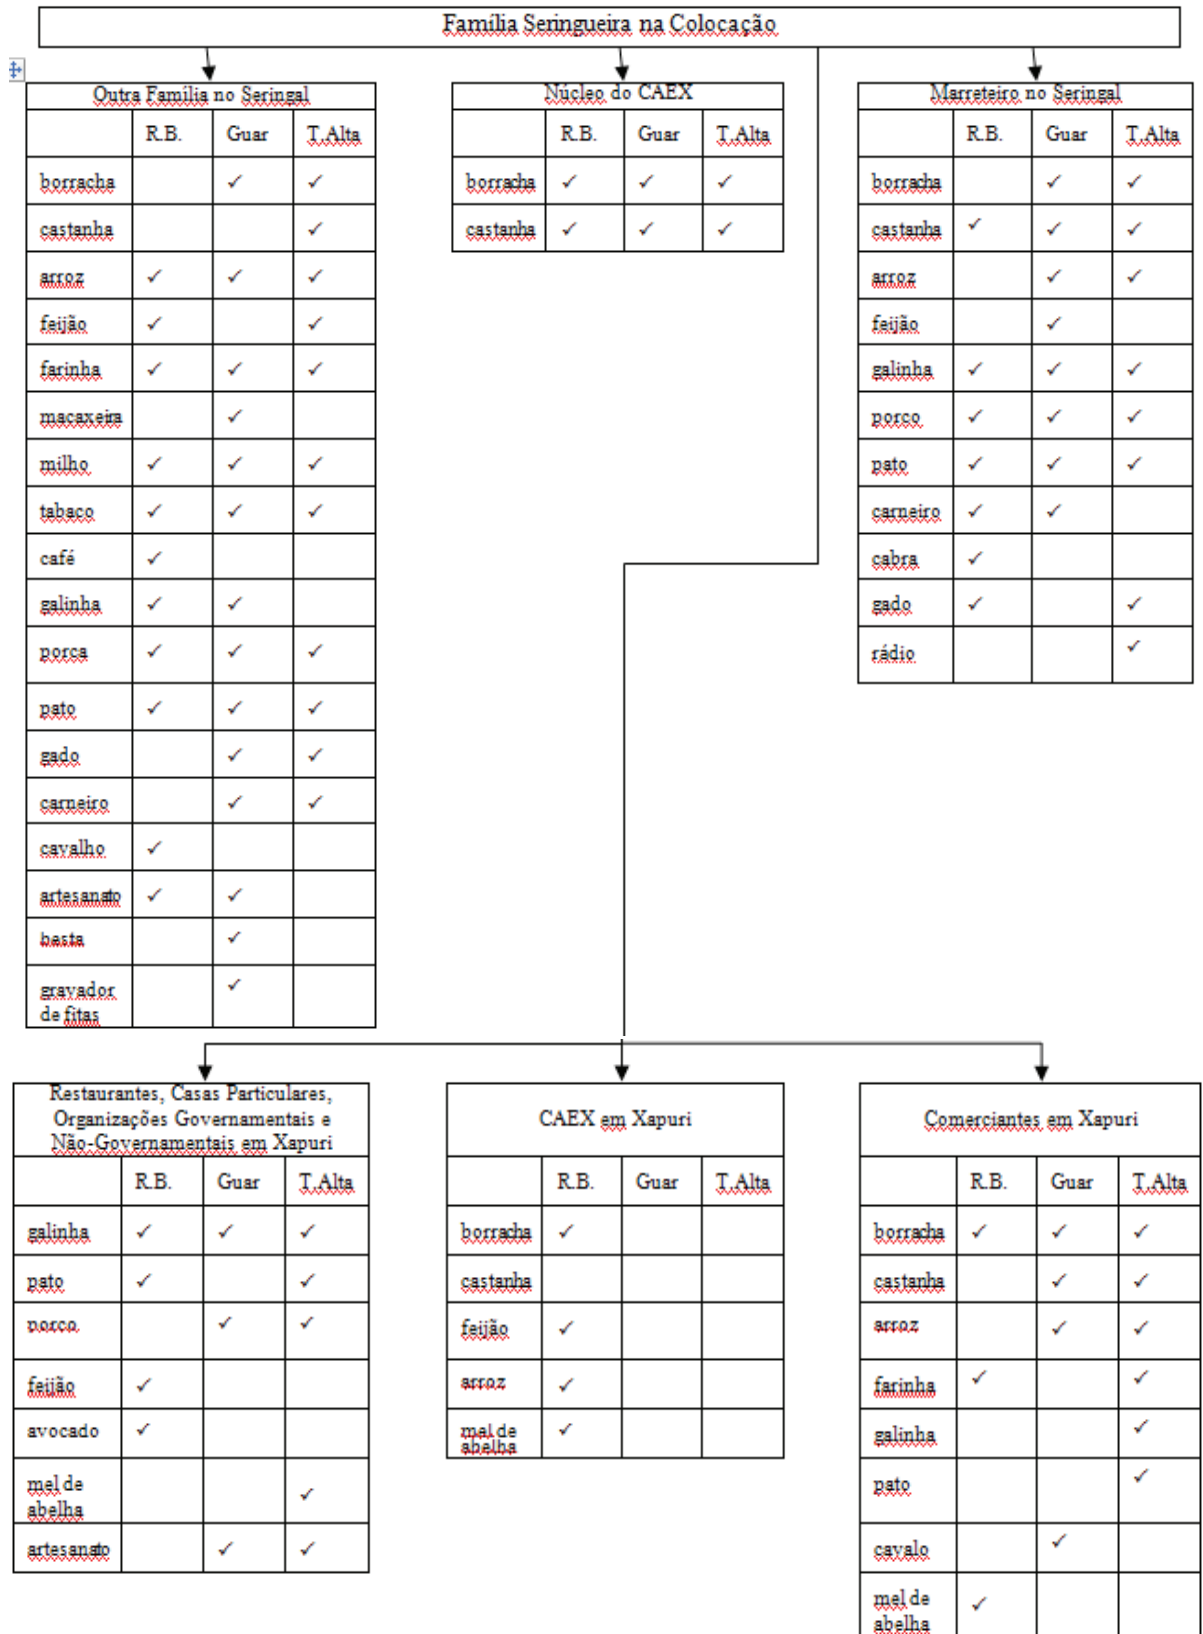 Família Seringueira na Colocação
Outra Família no Seringal
R.B. Guar T.Alta
borracha ✓ ✓
castanha ✓
arroz ✓ ✓ ✓
feijão ✓ ✓
farinha ✓ ✓ ✓
macaxeira ✓
milho ✓ ✓ ✓
tabaco ✓ ✓ ✓
café ✓
galinha ✓ ✓
porca ✓ ✓ ✓
pato ✓ ✓ ✓
gado ✓ ✓
carneiro ✓ ✓
cavalho ✓
artesanato ✓ ✓
besta ✓
gravador ✓
de fitas
Núcleo do CAEX
R.B. Guar T.Alta
borracha ✓ ✓ ✓
castanha ✓ ✓ ✓
Marreteiro no Seringal
R.B. Guar T.Alta
borracha ✓ ✓
castanha ✓ ✓ ✓
arroz ✓ ✓
feijão ✓
galinha ✓ ✓ ✓
porco ✓ ✓ ✓
pato ✓ ✓ ✓
carneiro ✓ ✓
cabra ✓
gado ✓ ✓
rádio ✓
Restaurantes, Casas Particulares,
Organizações Governamentais e
Não-Governamentais em Xapuri
R.B. Guar T.Alta
galinha ✓ ✓ ✓
pato ✓ ✓
porco ✓ ✓
feijão ✓
avocado ✓
mel de
abelha ✓
artesanato ✓ ✓
CAEX em Xapuri
R.B. Guar T.Alta
borracha ✓
castanha
feijão ✓
arroz ✓
mel de ✓
abelha
Comerciantes em Xapuri
R.B. Guar T.Alta
borracha ✓ ✓ ✓
castanha ✓ ✓
arroz ✓ ✓
farinha ✓ ✓
galinha ✓
pato ✓
cavalo ✓
mel de ✓
abelha